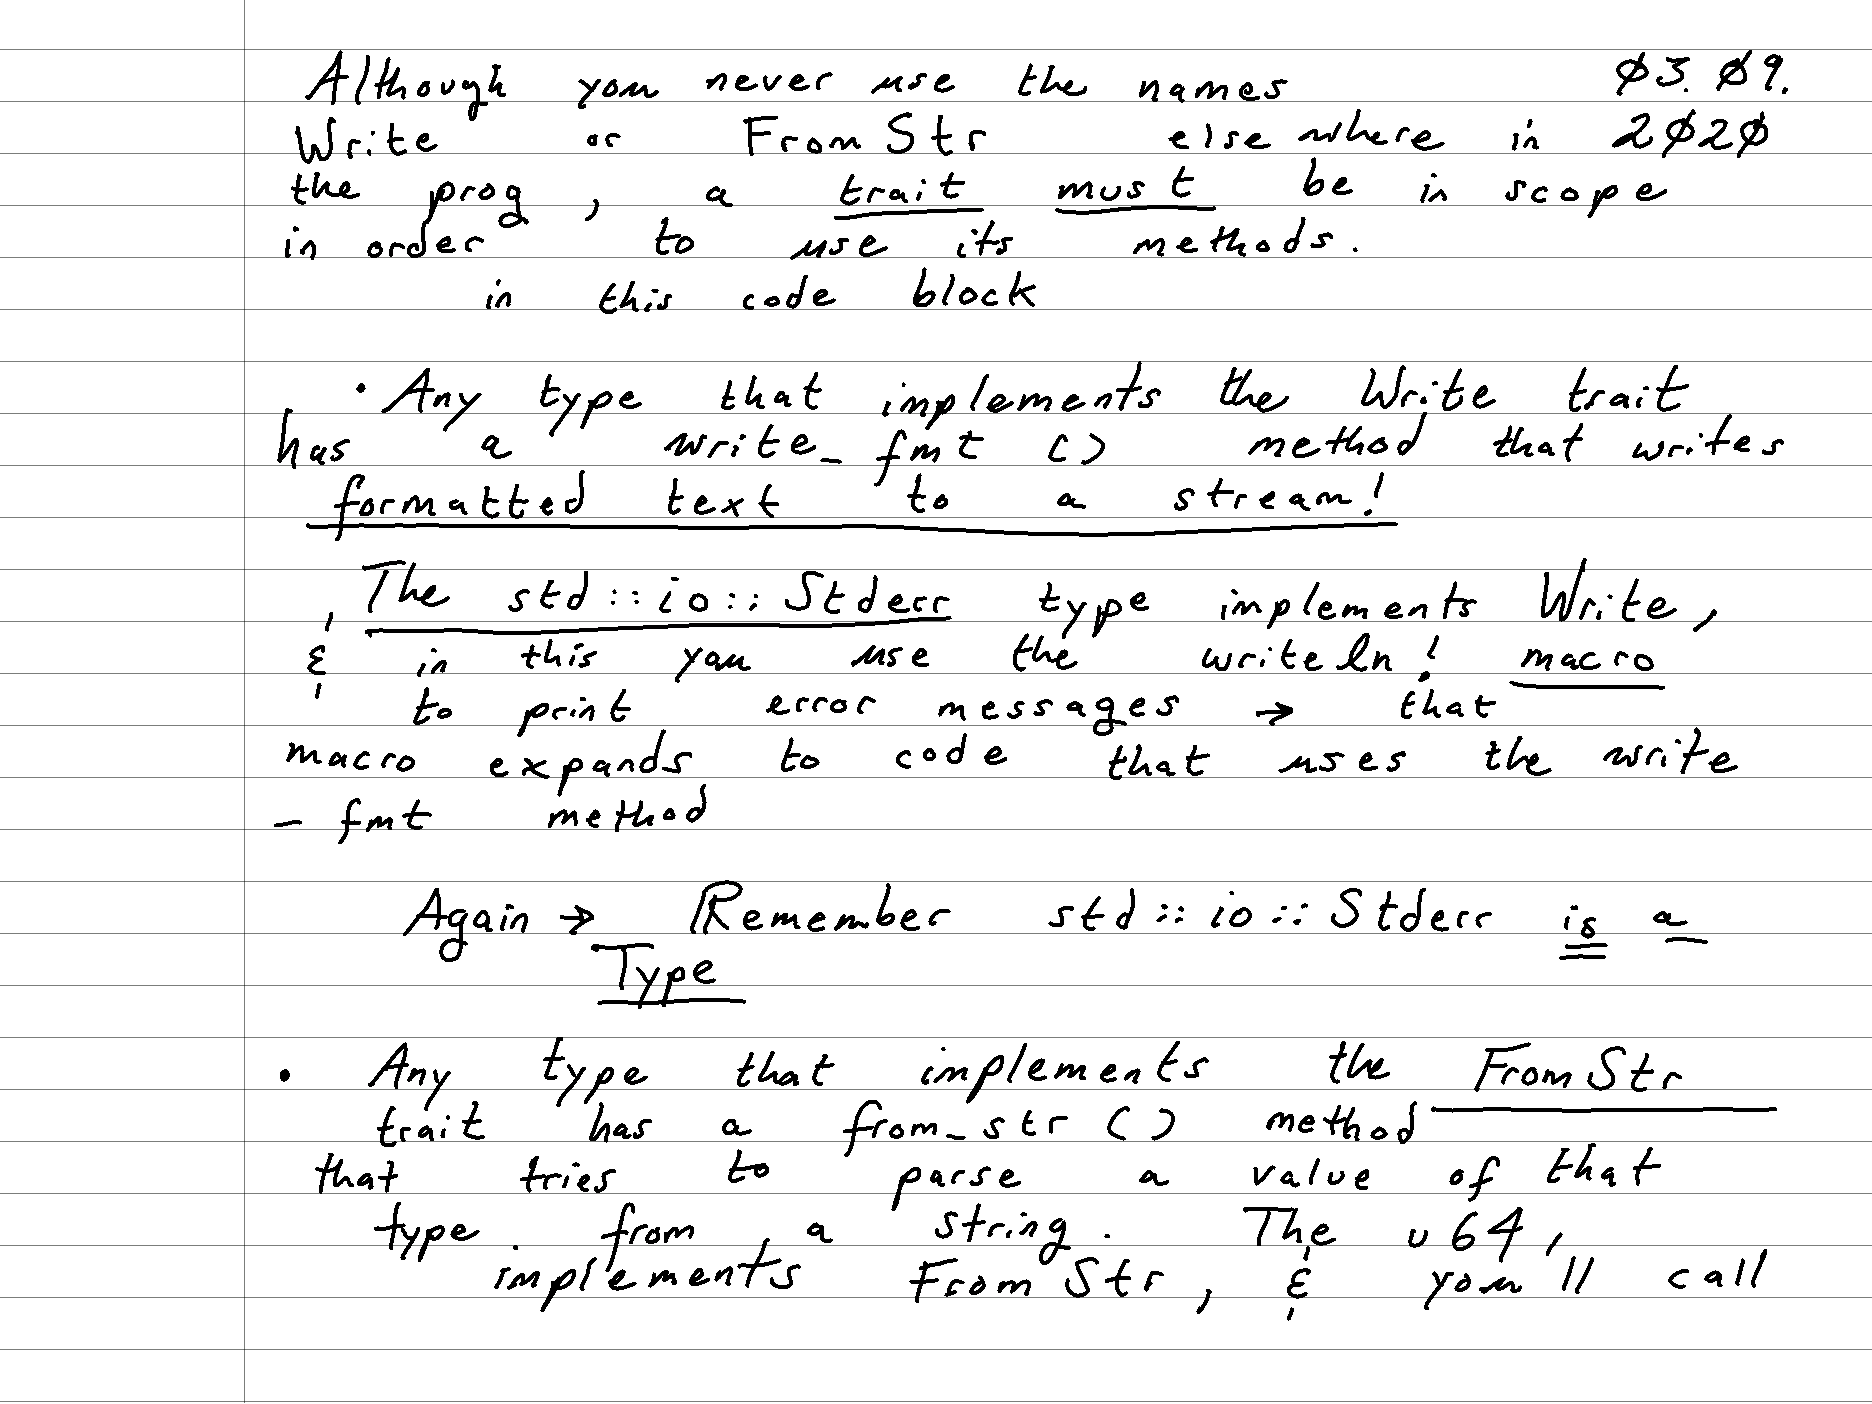 Although you never use the names ø3. ø9.
Write or FromStr elsewhere in 2ø2ø
the prog, a trait must be in scope
in order to use its methods.
in this code block
• Any type that implements the Write trait
has a write_fmt () method that writes
formatted text to a stream!
The std::io::Stderr type implements Write,
& in this you use the writeln! macro
to print error messages → that
macro expands to code that uses the write
_fmt method
Again → Remember std::io::Stderr is a
Type
• Any type that implements the FromStr
trait has a from_str () method
that tries to parse a value of that
type from a string. The u64,
implements FromStr, & you'll call